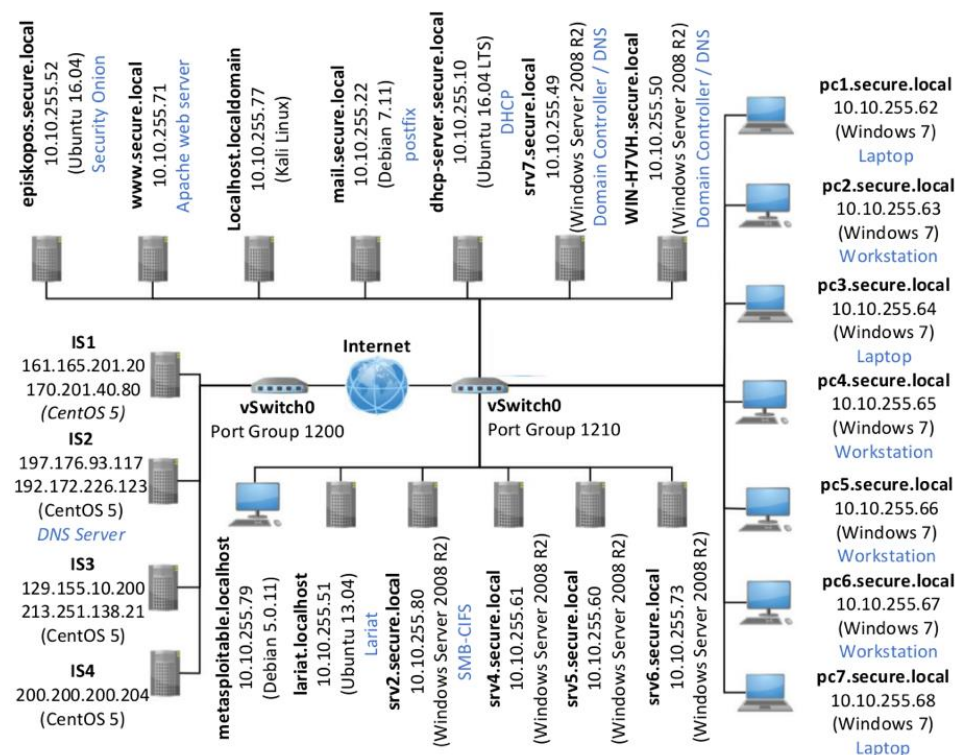 episkopos.secure.local
10.10.255.52
(Ubuntu 16.04)
Security Onion
www.secure.local
10.10.255.71
Apache web server
Localhost.localdomain
10.10.255.77
(Kali Linux)
mail.secure.local
10.10.255.22
(Debian 7.11)
postfix
dhcp-server.secure.local
10.10.255.10
(Ubuntu 16.04 LTS)
DHCP
srv7.secure.local
10.10.255.49
(Windows Server 2008 R2)
Domain Controller / DNS
WIN-H7VH.secure.local
10.10.255.50
(Windows Server 2008 R2)
Domain Controller / DNS
pc1.secure.local
10.10.255.62
(Windows 7)
Laptop
pc2.secure.local
10.10.255.63
(Windows 7)
Workstation
pc3.secure.local
10.10.255.64
(Windows 7)
Laptop
pc4.secure.local
10.10.255.65
(Windows 7)
Workstation
pc5.secure.local
10.10.255.66
(Windows 7)
Workstation
pc6.secure.local
10.10.255.67
(Windows 7)
Workstation
pc7.secure.local
10.10.255.68
(Windows 7)
Laptop
IS1
161.165.201.20
170.201.40.80
(CentOS 5)
IS2
197.176.93.117
192.172.226.123
(CentOS 5)
DNS Server
IS3
129.155.10.200
213.251.138.21
(CentOS 5)
IS4
200.200.200.204
(CentOS 5)
Internet
vSwitch0
Port Group 1200
vSwitch0
Port Group 1210
metasploitable.localhost
10.10.255.79
(Debian 5.0.11)
lariat.localhost
10.10.255.51
(Ubuntu 13.04)
Lariat
srv2.secure.local
10.10.255.80
(Windows Server 2008 R2)
SMB-CIFS
srv4.secure.local
10.10.255.61
(Windows Server 2008 R2)
srv5.secure.local
10.10.255.60
(Windows Server 2008 R2)
srv6.secure.local
10.10.255.73
(Windows Server 2008 R2)